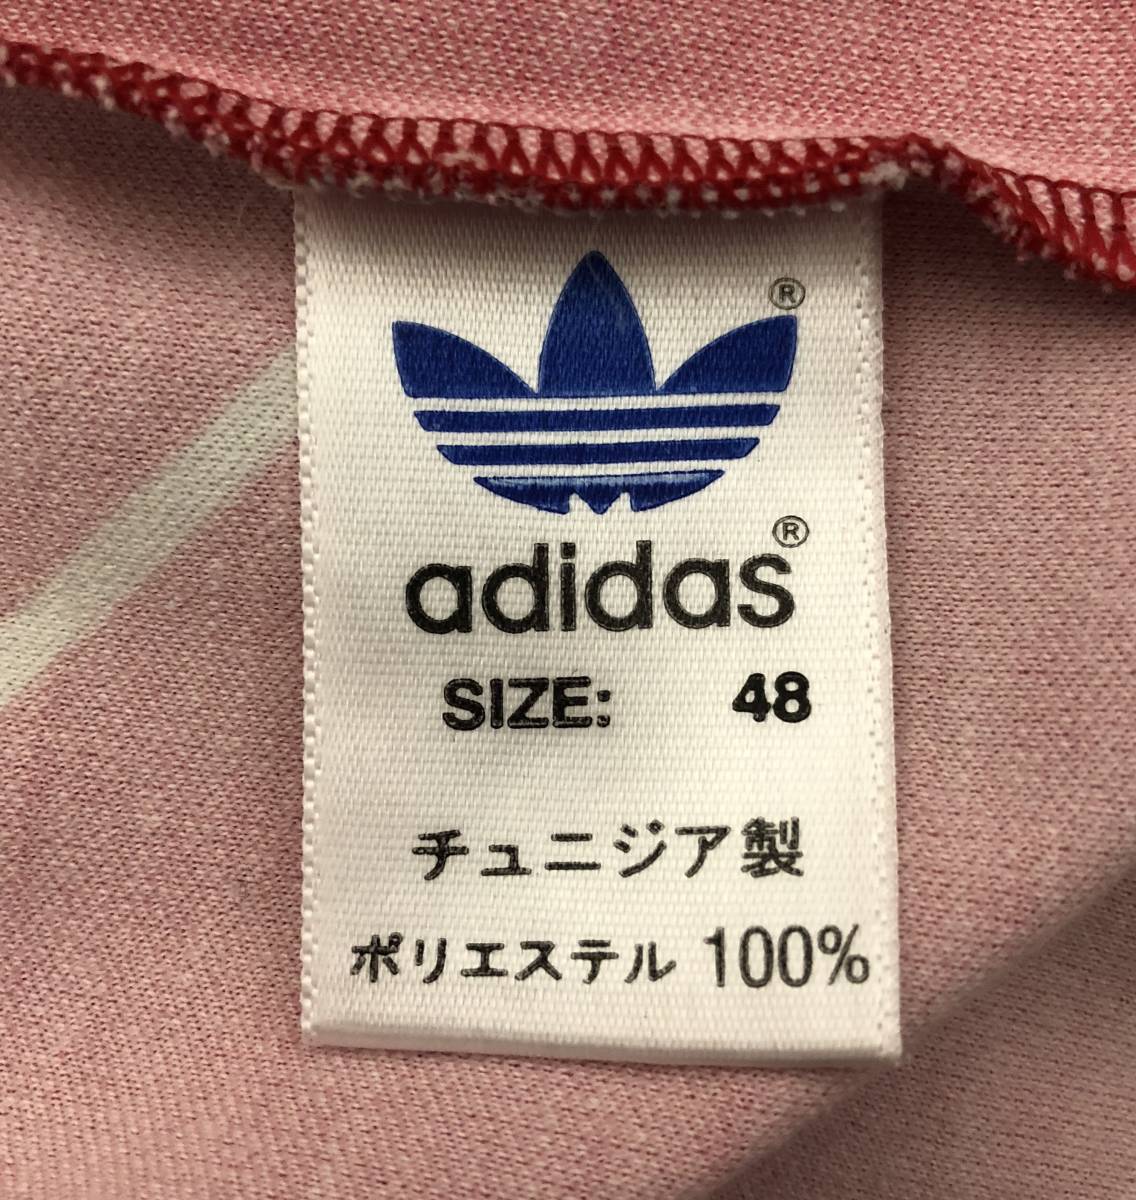 ®
adidas®
SIZE: 48
チュニジア製
ポリエステル 100%